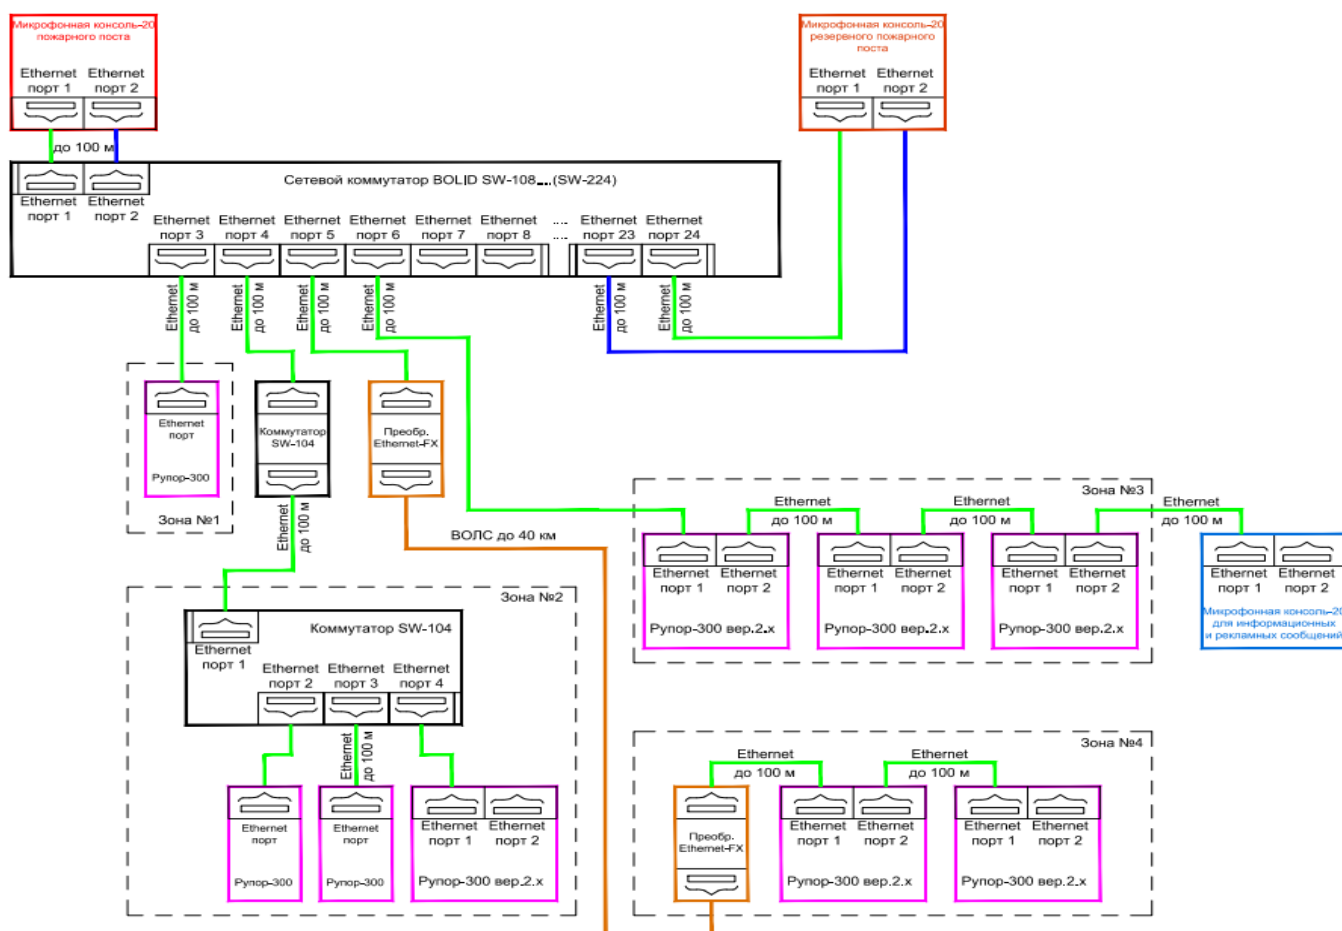 Микрофонная консоль-20
пожарного поста
Ethernet
порт 1
Ethernet
порт 2
Микрофонная консоль-20
резервного пожарного
поста
Ethernet
порт 1
Ethernet
порт 2
до 100 м
Сетевой коммутатор BOLID SW-108....(SW-224)
Ethernet
порт 1
Ethernet
порт 2
Ethernet
порт 3
Ethernet
порт 4
Ethernet
порт 5
Ethernet
порт 6
Ethernet
порт 7
Ethernet
порт 8
....
....
Ethernet
порт 23
Ethernet
порт 24
Ethernet
до 100 м
Ethernet
до 100 м
Ethernet
до 100 м
Ethernet
до 100 м
Ethernet
до 100 м
Ethernet
до 100 м
Ethernet
порт
Рупор-300
Зона №1
Коммутатор
SW-104
Преобр.
Ethernet-FX
Ethernet
до 100 м
ВОЛС до 40 км
Зона №3
Ethernet
до 100 м
Ethernet
до 100 м
Ethernet
до 100 м
Ethernet
порт 1
Ethernet
порт 2
Рупор-300 вер.2.х
Ethernet
порт 1
Ethernet
порт 2
Рупор-300 вер.2.х
Ethernet
порт 1
Ethernet
порт 2
Рупор-300 вер.2.х
Ethernet
порт 1
Ethernet
порт 2
Микрофонная консоль-20
для информационных
и рекламных сообщений
Зона №2
Коммутатор SW-104
Ethernet
порт 1
Ethernet
порт 2
Ethernet
порт 3
Ethernet
порт 4
Ethernet
до 100 м
Ethernet
порт
Рупор-300
Ethernet
порт
Рупор-300
Ethernet
порт 1
Ethernet
порт 2
Рупор-300 вер.2.х
Зона №4
Ethernet
до 100 м
Ethernet
до 100 м
Преобр.
Ethernet-FX
Ethernet
порт 1
Ethernet
порт 2
Рупор-300 вер.2.х
Ethernet
порт 1
Ethernet
порт 2
Рупор-300 вер.2.х